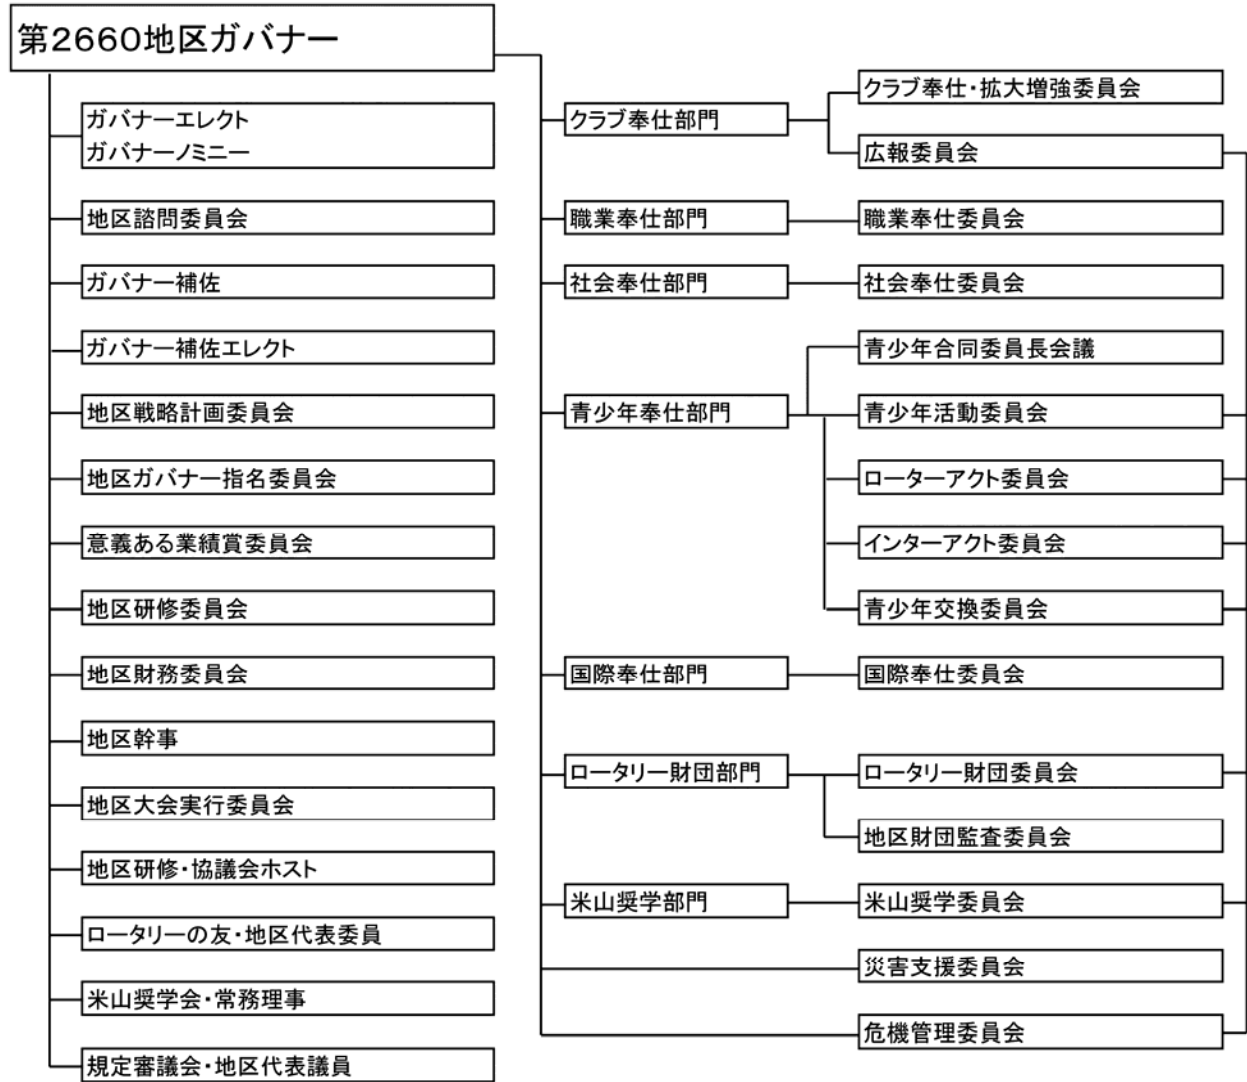 第2660地区ガバナー
ガバナーエレクト
ガバナーノミニー
地区諮問委員会
ガバナー補佐
ガバナー補佐エレクト
地区戦略計画委員会
地区ガバナー指名委員会
意義ある業績賞委員会
地区研修委員会
地区財務委員会
地区幹事
地区大会実行委員会
地区研修・協議会ホスト
ロータリーの友・地区代表委員
米山奨学会・常務理事
規定審議会・地区代表議員
クラブ奉仕部門
クラブ奉仕・拡大増強委員会
広報委員会
職業奉仕部門
職業奉仕委員会
社会奉仕部門
社会奉仕委員会
青少年奉仕部門
青少年合同委員長会議
青少年活動委員会
ローターアクト委員会
インターアクト委員会
青少年交換委員会
国際奉仕部門
国際奉仕委員会
ロータリー財団部門
ロータリー財団委員会
地区財団監査委員会
米山奨学部門
米山奨学委員会
災害支援委員会
危機管理委員会